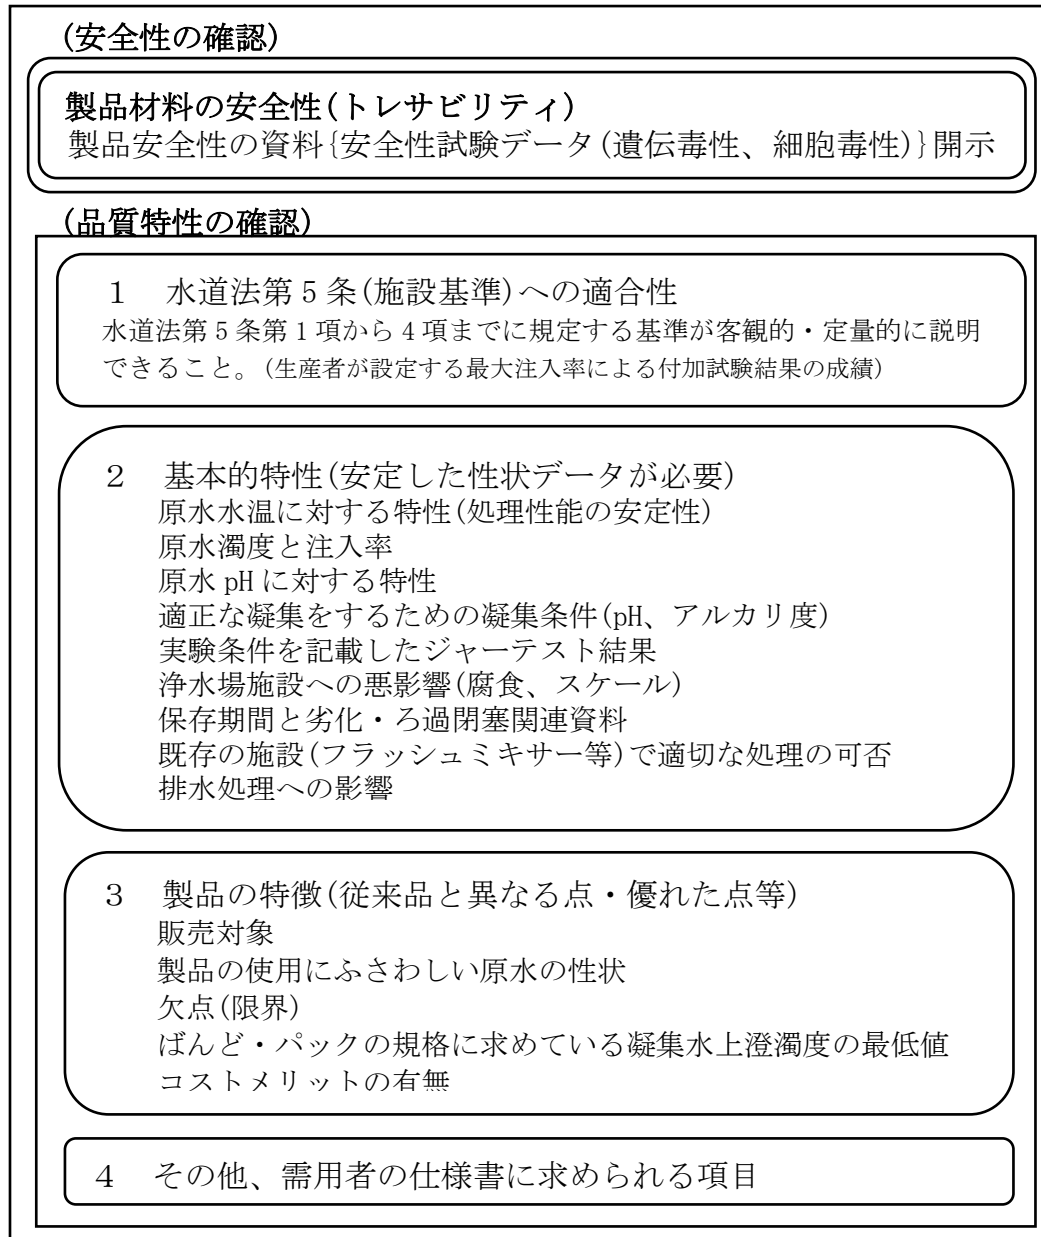 (安全性の確認)
製品材料の安全性(トレサビリティ)
製品安全性の資料{安全性試験データ(遺伝毒性、細胞毒性)}開示
(品質特性の確認)
１　水道法第５条(施設基準)への適合性
水道法第５条第１項から４項までに規定する基準が客観的・定量的に説明
できること。(生産者が設定する最大注入率による付加試験結果の成績)
２　基本的特性(安定した性状データが必要)
原水水温に対する特性(処理性能の安定性)
原水濁度と注入率
原水 pH に対する特性
適正な凝集をするための凝集条件(pH、アルカリ度)
実験条件を記載したジャーテスト結果
浄水場施設への悪影響(腐食、スケール)
保存期間と劣化・ろ過閉塞関連資料
既存の施設(フラッシュミキサー等)で適切な処理の可否
排水処理への影響
３　製品の特徴(従来品と異なる点・優れた点等)
販売対象
製品の使用にふさわしい原水の性状
欠点(限界)
ばんど・パックの規格に求めている凝集水上澄濁度の最低値
コストメリットの有無
４　その他、需用者の仕様書に求められる項目